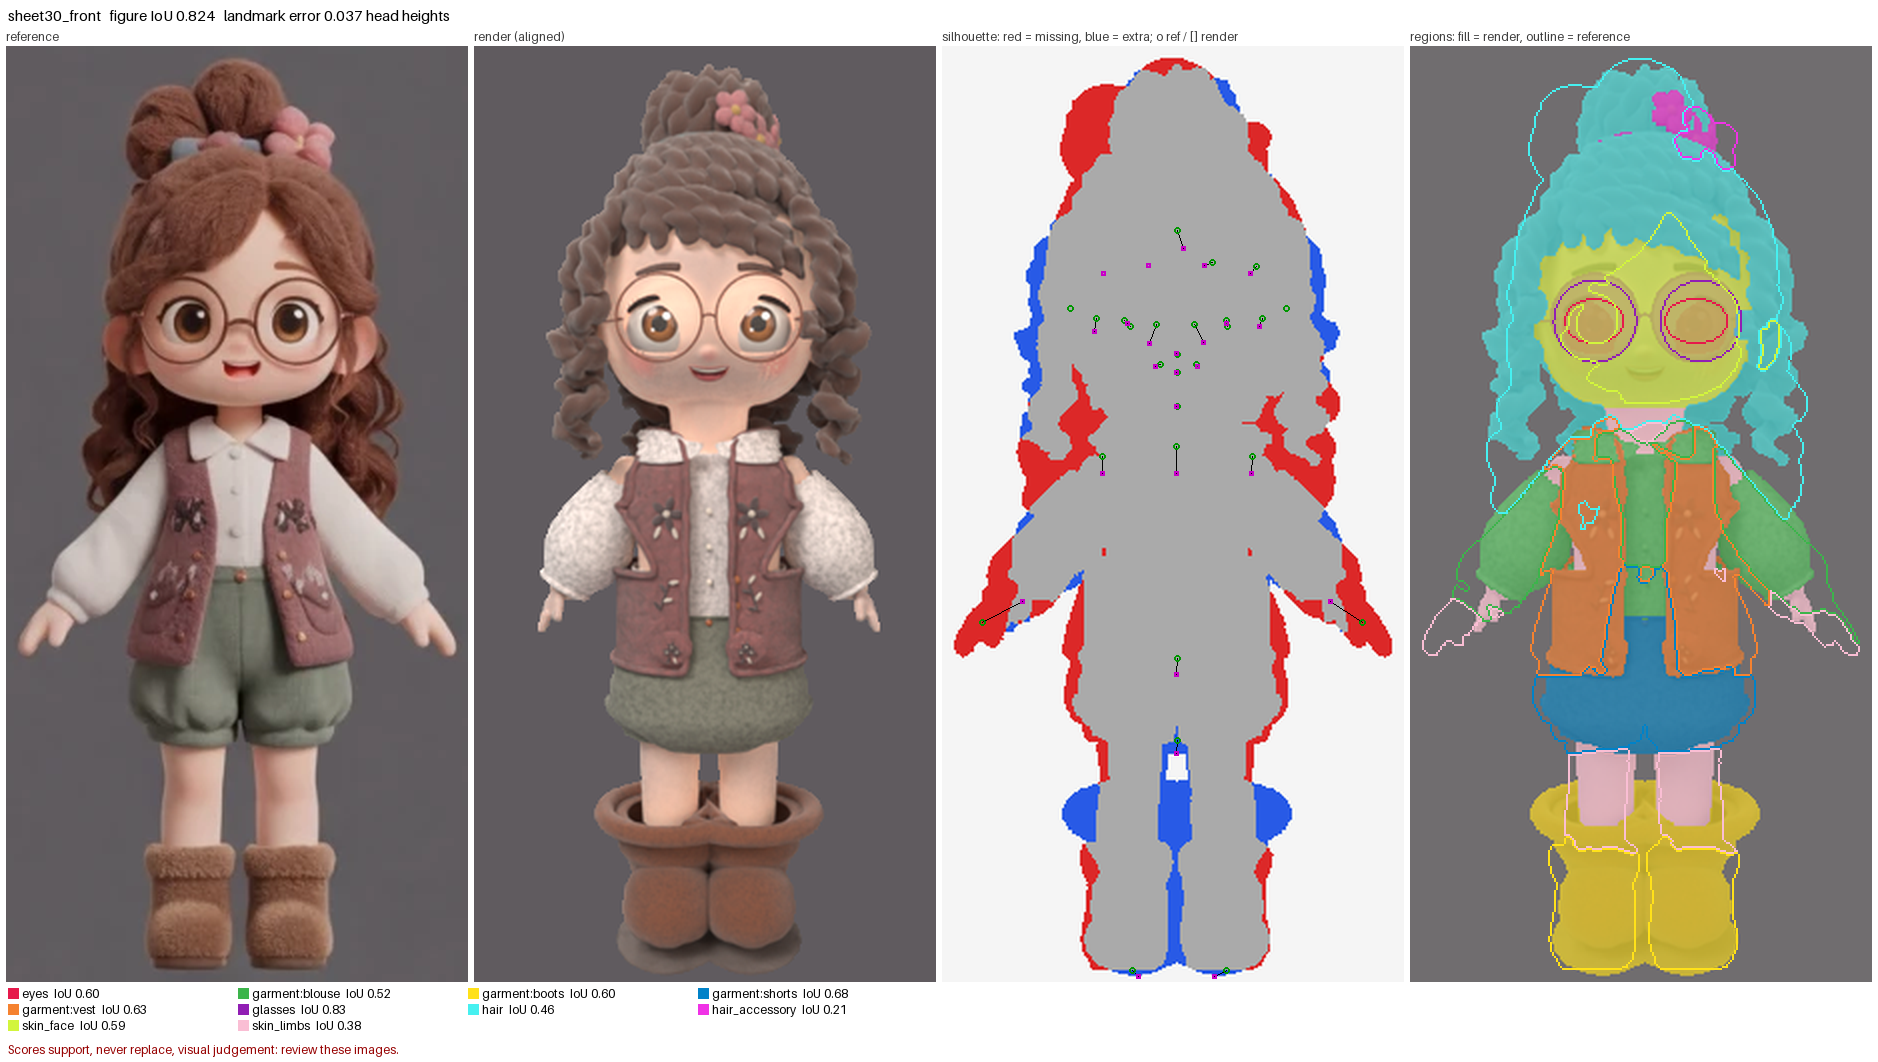 sheet30_front figure IoU 0.824 landmark error 0.037 head heights
reference
render (aligned)
silhouette: red = missing, blue = extra; o ref / [] render
regions: fill = render, outline = reference
eyes IoU 0.60
garment:blouse IoU 0.52
garment:boots IoU 0.60
garment:shorts IoU 0.68
garment:vest IoU 0.63
glasses IoU 0.83
hair IoU 0.46
hair_accessory IoU 0.21
skin_face IoU 0.59
skin_limbs IoU 0.38
Scores support, never replace, visual judgement: review these images.